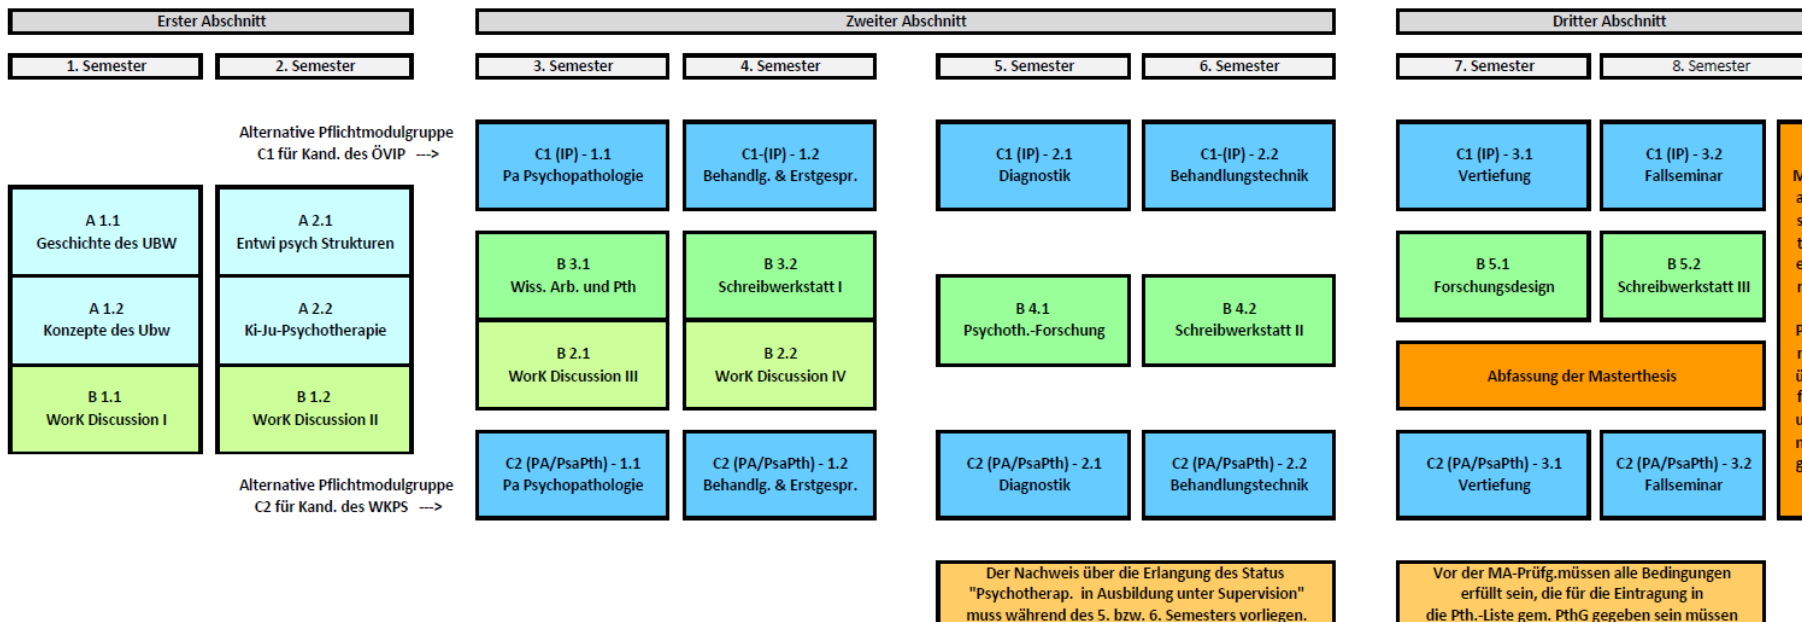 Erster Abschnitt
Zweiter Abschnitt
Dritter Abschnitt
1. Semester
2. Semester
3. Semester
4. Semester
5. Semester
6. Semester
7. Semester
8. Semester
Alternative Pflichtmodulgruppe
C1 für Kand. des ÖVIP --->
C1 (IP) - 1.1
Pa Psychopathologie
C1-(IP) - 1.2
Behandlg. & Erstgespr.
C1 (IP) - 2.1
Diagnostik
C1-(IP) - 2.2
Behandlungstechnik
C1 (IP) - 3.1
Vertiefung
C1 (IP) - 3.2
Fallseminar
A 1.1
Geschichte des UBW
A 2.1
Entwi psych Strukturen
A 1.2
Konzepte des Ubw
A 2.2
Ki-Ju-Psychotherapie
B 1.1
WorK Discussion I
B 1.2
WorK Discussion II
B 3.1
Wiss. Arb. und Pth
B 3.2
Schreibwerkstatt I
B 2.1
WorK Discussion III
B 2.2
WorK Discussion IV
B 4.1
Psychoth.-Forschung
B 4.2
Schreibwerkstatt II
B 5.1
Forschungsdesign
B 5.2
Schreibwerkstatt III
Abfassung der Masterthesis
Alternative Pflichtmodulgruppe
C2 für Kand. des WKPS --->
C2 (PA/PsaPth) - 1.1
Pa Psychopathologie
C2 (PA/PsaPth) - 1.2
Behandlg. & Erstgespr.
C2 (PA/PsaPth) - 2.1
Diagnostik
C2 (PA/PsaPth) - 2.2
Behandlungstechnik
C2 (PA/PsaPth) - 3.1
Vertiefung
C2 (PA/PsaPth) - 3.2
Fallseminar
Der Nachweis über die Erlangung des Status
"Psychotherap. in Ausbildung unter Supervision"
muss während des 5. bzw. 6. Semesters vorliegen.
Vor der MA-Prüfg.müssen alle Bedingungen
erfüllt sein, die für die Eintragung in
die Pth.-Liste gem. PthG gegeben sein müssen